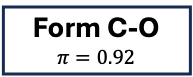 Form C-O
π = 0.92